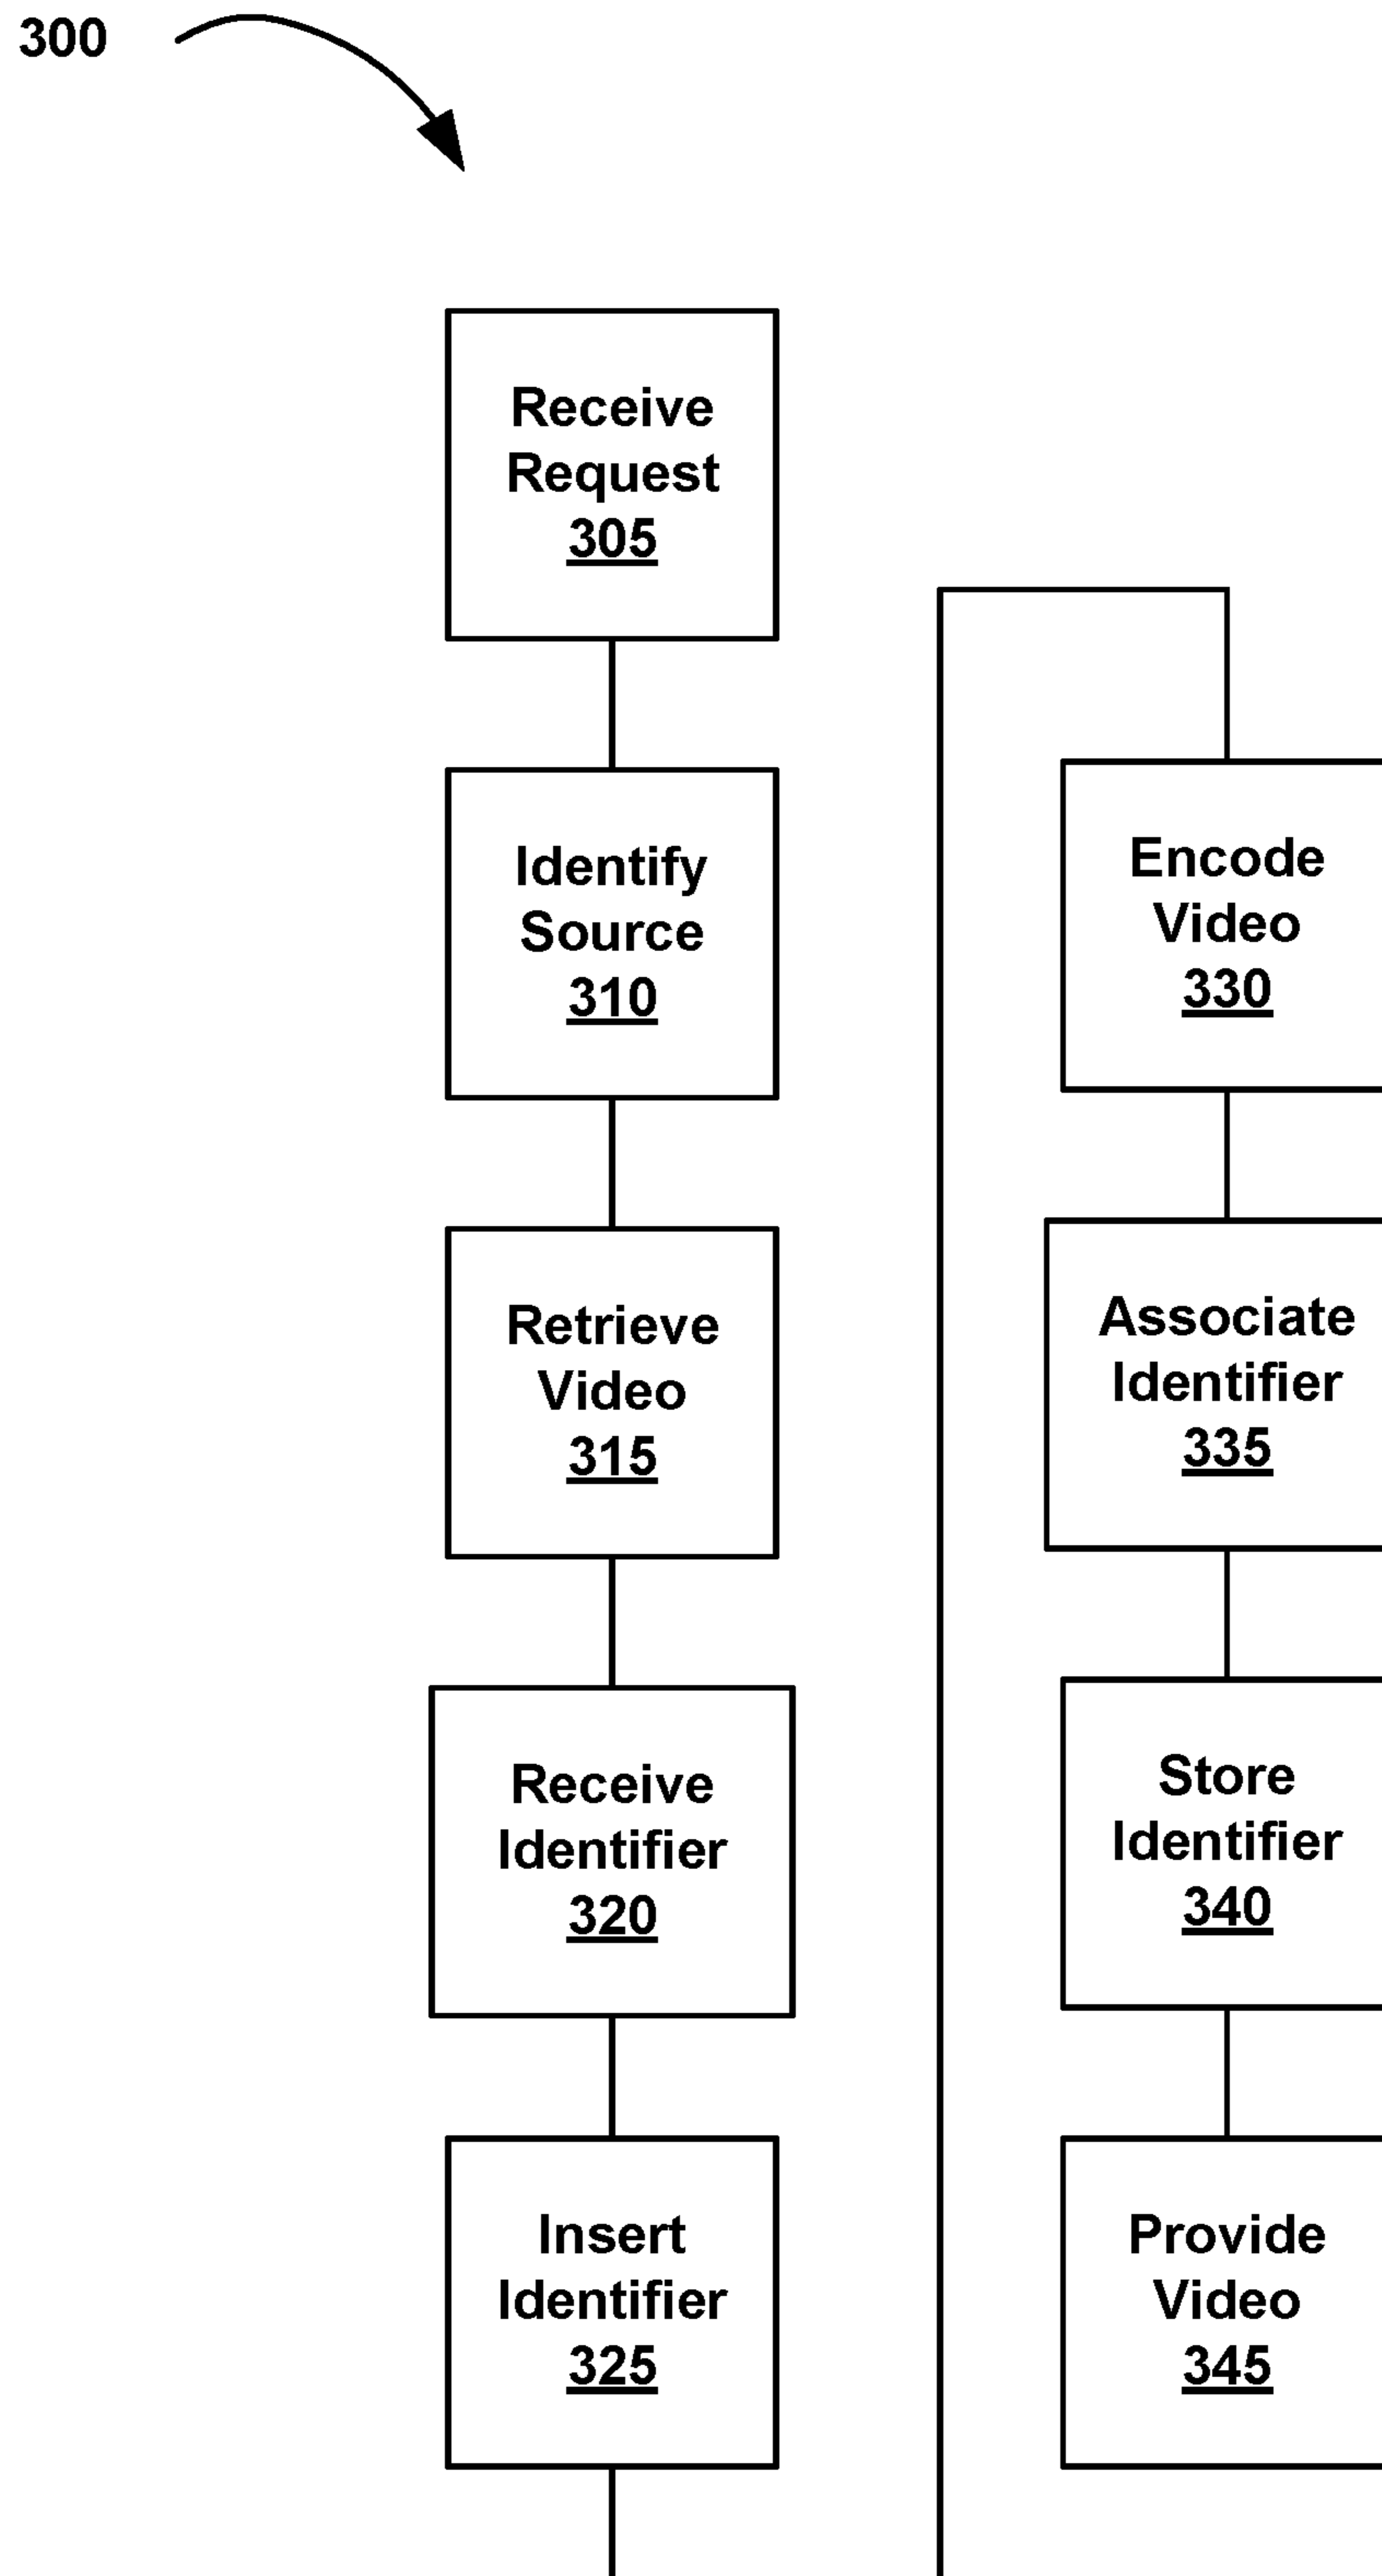 300
Receive
Request
305
Identify
Source
310
Retrieve
Video
315
Receive
Identifier
320
Insert
Identifier
325
Encode
Video
330
Associate
Identifier
335
Store
Identifier
340
Provide
Video
345